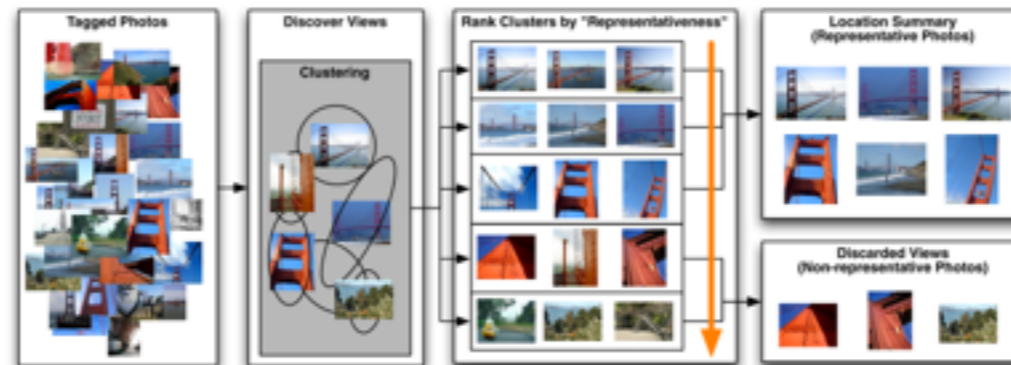 Tagged Photos
Discover Views
Clustering
Rank Clusters by "Representativeness"
Location Summary
(Representative Photos)
Discarded Views
(Non-representative Photos)